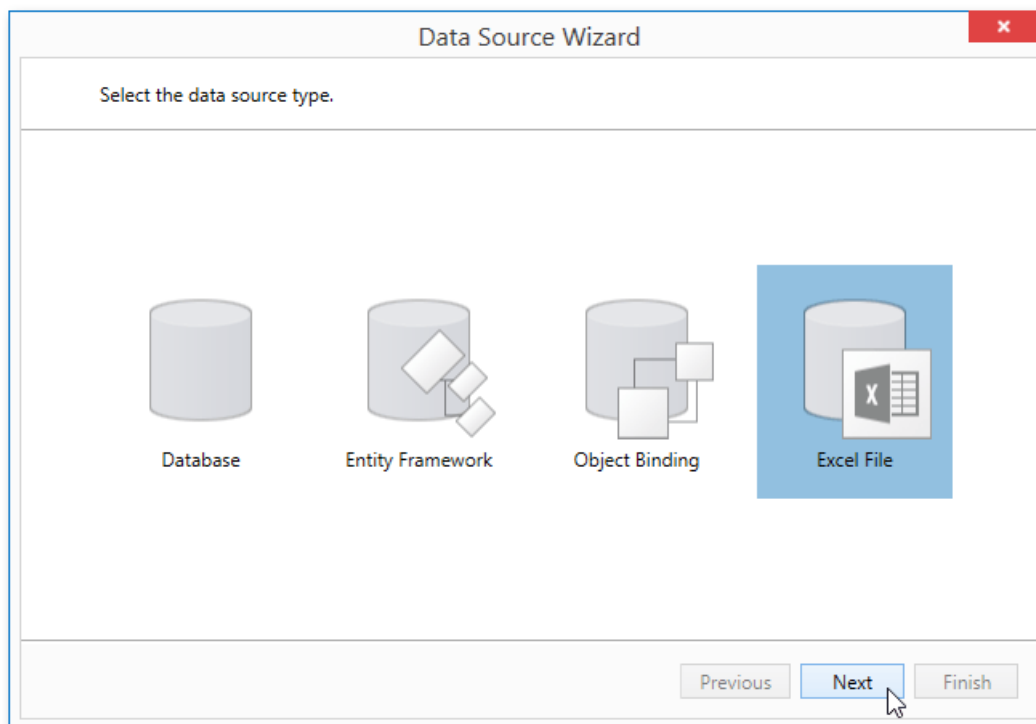 Data Source Wizard
Select the data source type.
Database
Entity Framework
Object Binding
X
Excel File
Previous
Next
Finish